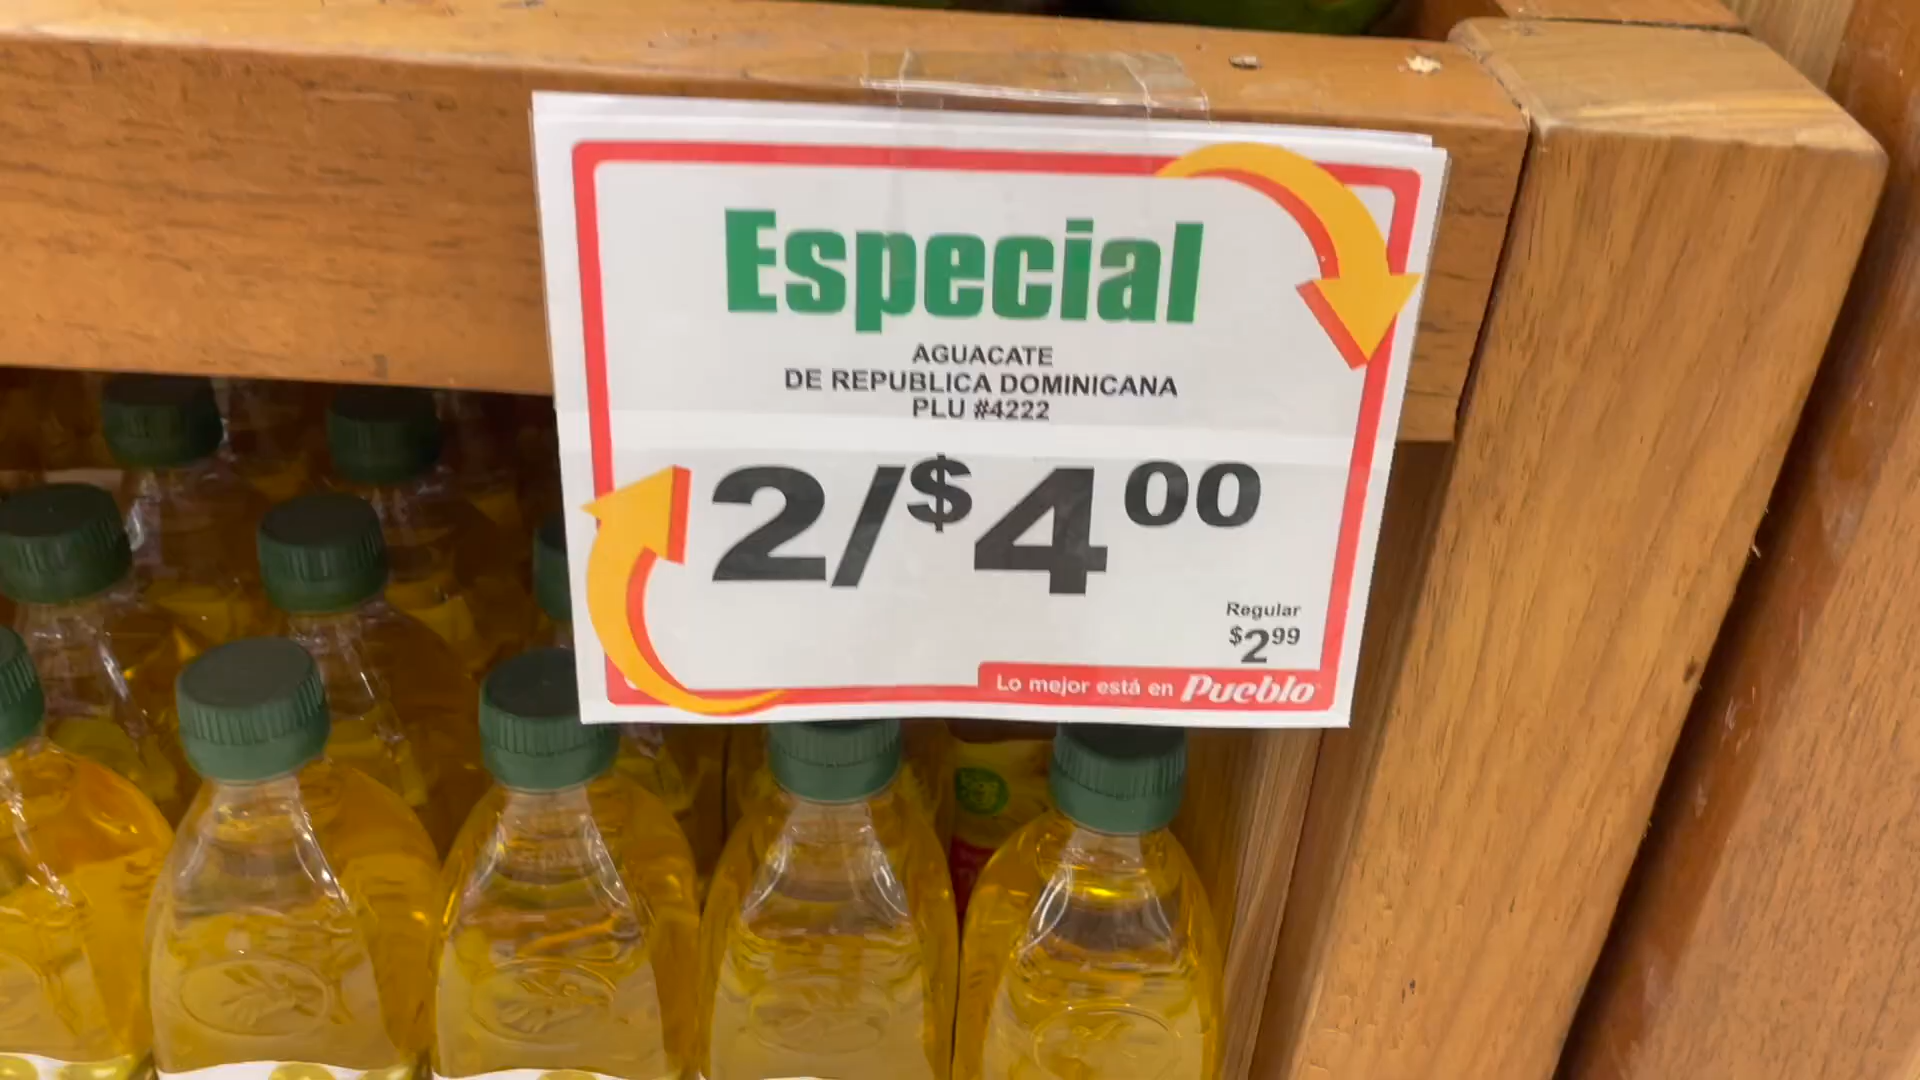 Especial
AGUACATE
DE REPUBLICA DOMINICANA
PLU #4222
2/$4 00
Regular
$2 99
Lo mejor está en Pueblo